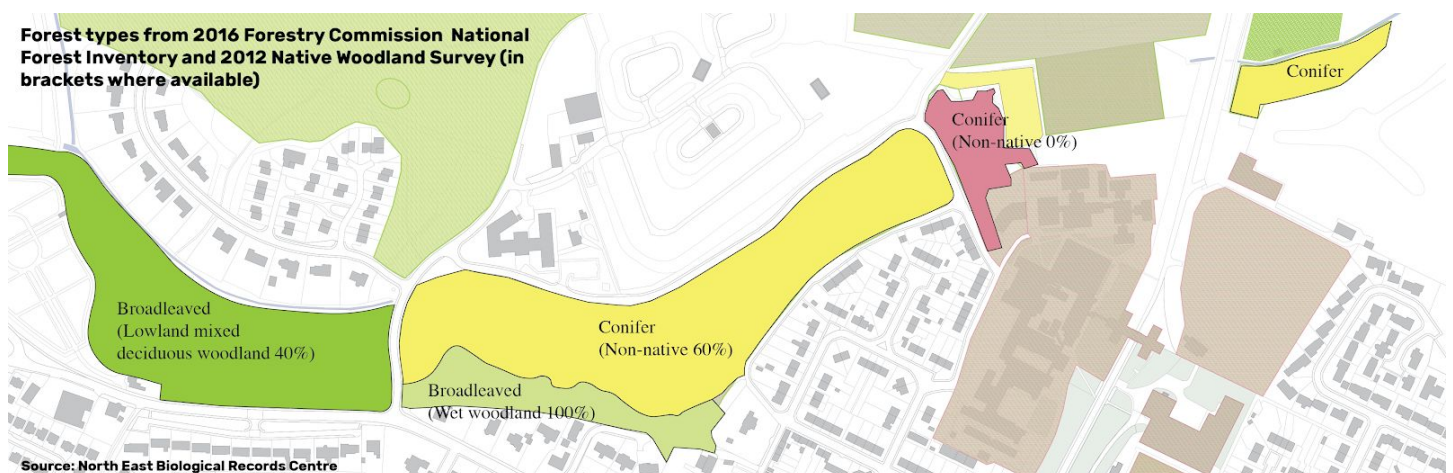 Forest types from 2016 Forestry Commission National
Forest Inventory and 2012 Native Woodland Survey (in
brackets where available)
Conifer
Conifer
(Non-native 0%)
Broadleaved
(Lowland mixed
deciduous woodland 40%)
Conifer
(Non-native 60%)
Broadleaved
(Wet woodland 100%)
Source: North East Biological Records Centre